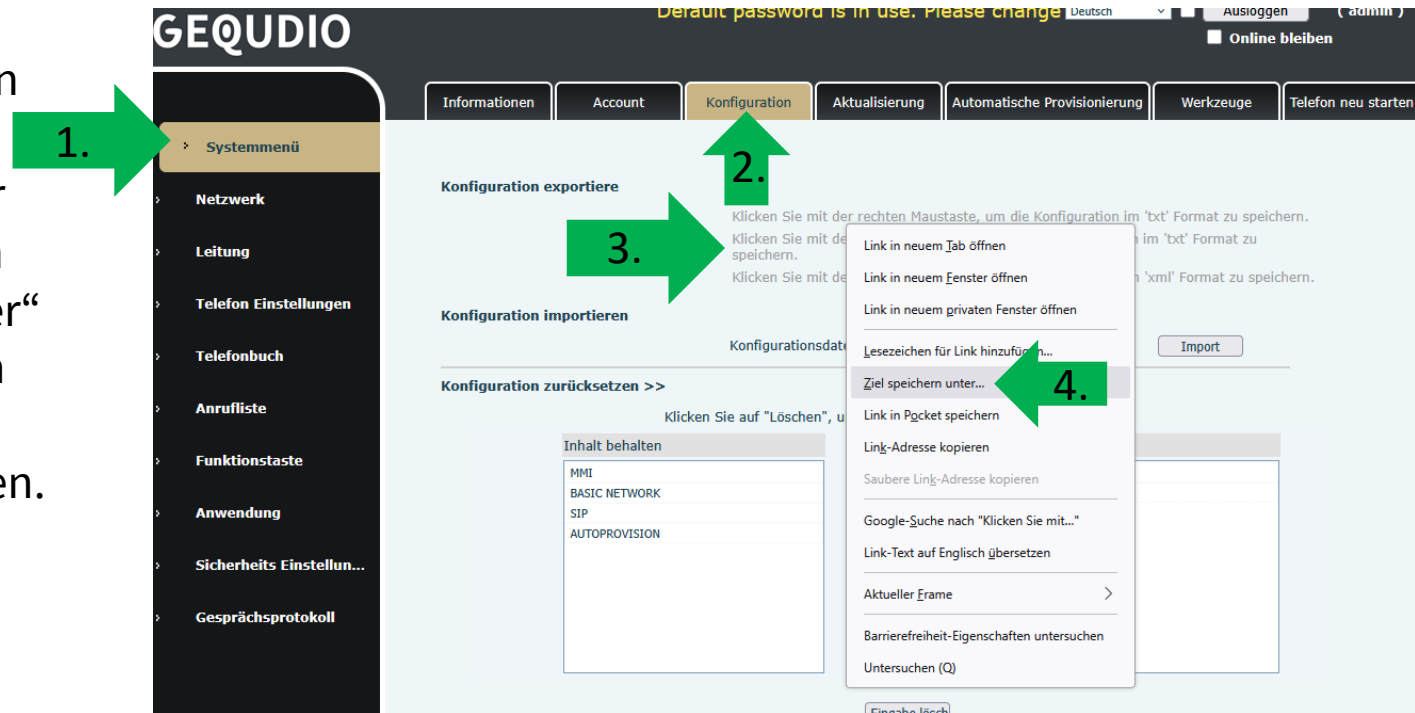 GEQUDIO
Default password is in use. Please change
Deutsch
Ausloggen
( admin )
Online bleiben
Informationen
Account
Konfiguration
Aktualisierung
Automatische Provisionierung
Werkzeuge
Telefon neu starten
1.
Systemmenü
Netzwerk
Leitung
Telefon Einstellungen
Telefonbuch
Anrufliste
Funktionstaste
Anwendung
Sicherheits Einstellun...
Gesprächsprotokoll
2.
Konfiguration exportiere
3.
Klicken Sie mit der rechten Maustaste, um die Konfiguration im 'txt' Format zu speichern.
Klicken Sie mit de
im 'txt' Format zu
speichern.
Klicken Sie mit de
'xml' Format zu speichern.
Konfiguration importieren
Konfigurationsdate
Import
Konfiguration zurücksetzen >>
Klicken Sie auf "Löschen", u
Inhalt behalten
MMI
BASIC NETWORK
SIP
AUTOPROVISION
Link in neuem Tab öffnen
Link in neuem Fenster öffnen
Link in neuem privaten Fenster öffnen
Lesezeichen für Link hinzufügen...
Ziel speichern unter...
4.
Link in Pocket speichern
Link-Adresse kopieren
Saubere Link-Adresse kopieren
Google-Suche nach "Klicken Sie mit..."
Link-Text auf Englisch übersetzen
Aktueller Frame
Barrierefreiheit-Eigenschaften untersuchen
Untersuchen (Q)
er“
en.